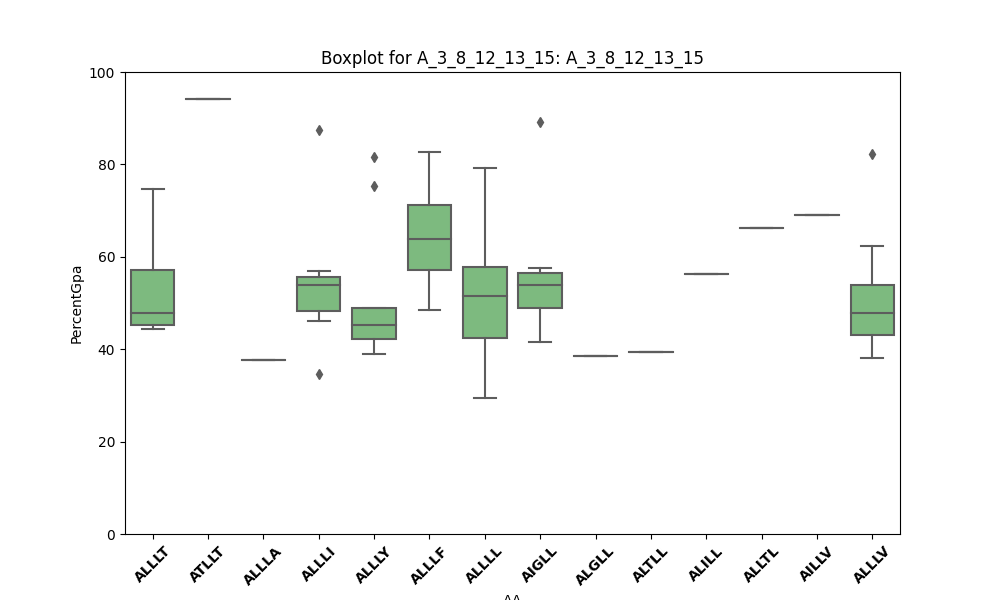 Boxplot for A_3_8_12_13_15: A_3_8_12_13_15
100
80
60
40
20
0
PercentGpa
ALLLT
ATLLT
ALLLA
ALLLI
ALLLY
ALLLF
ALLLL
AIGLL
ALGLL
ALTLL
ALILL
ALLTL
AILLV
ALLLV
AA